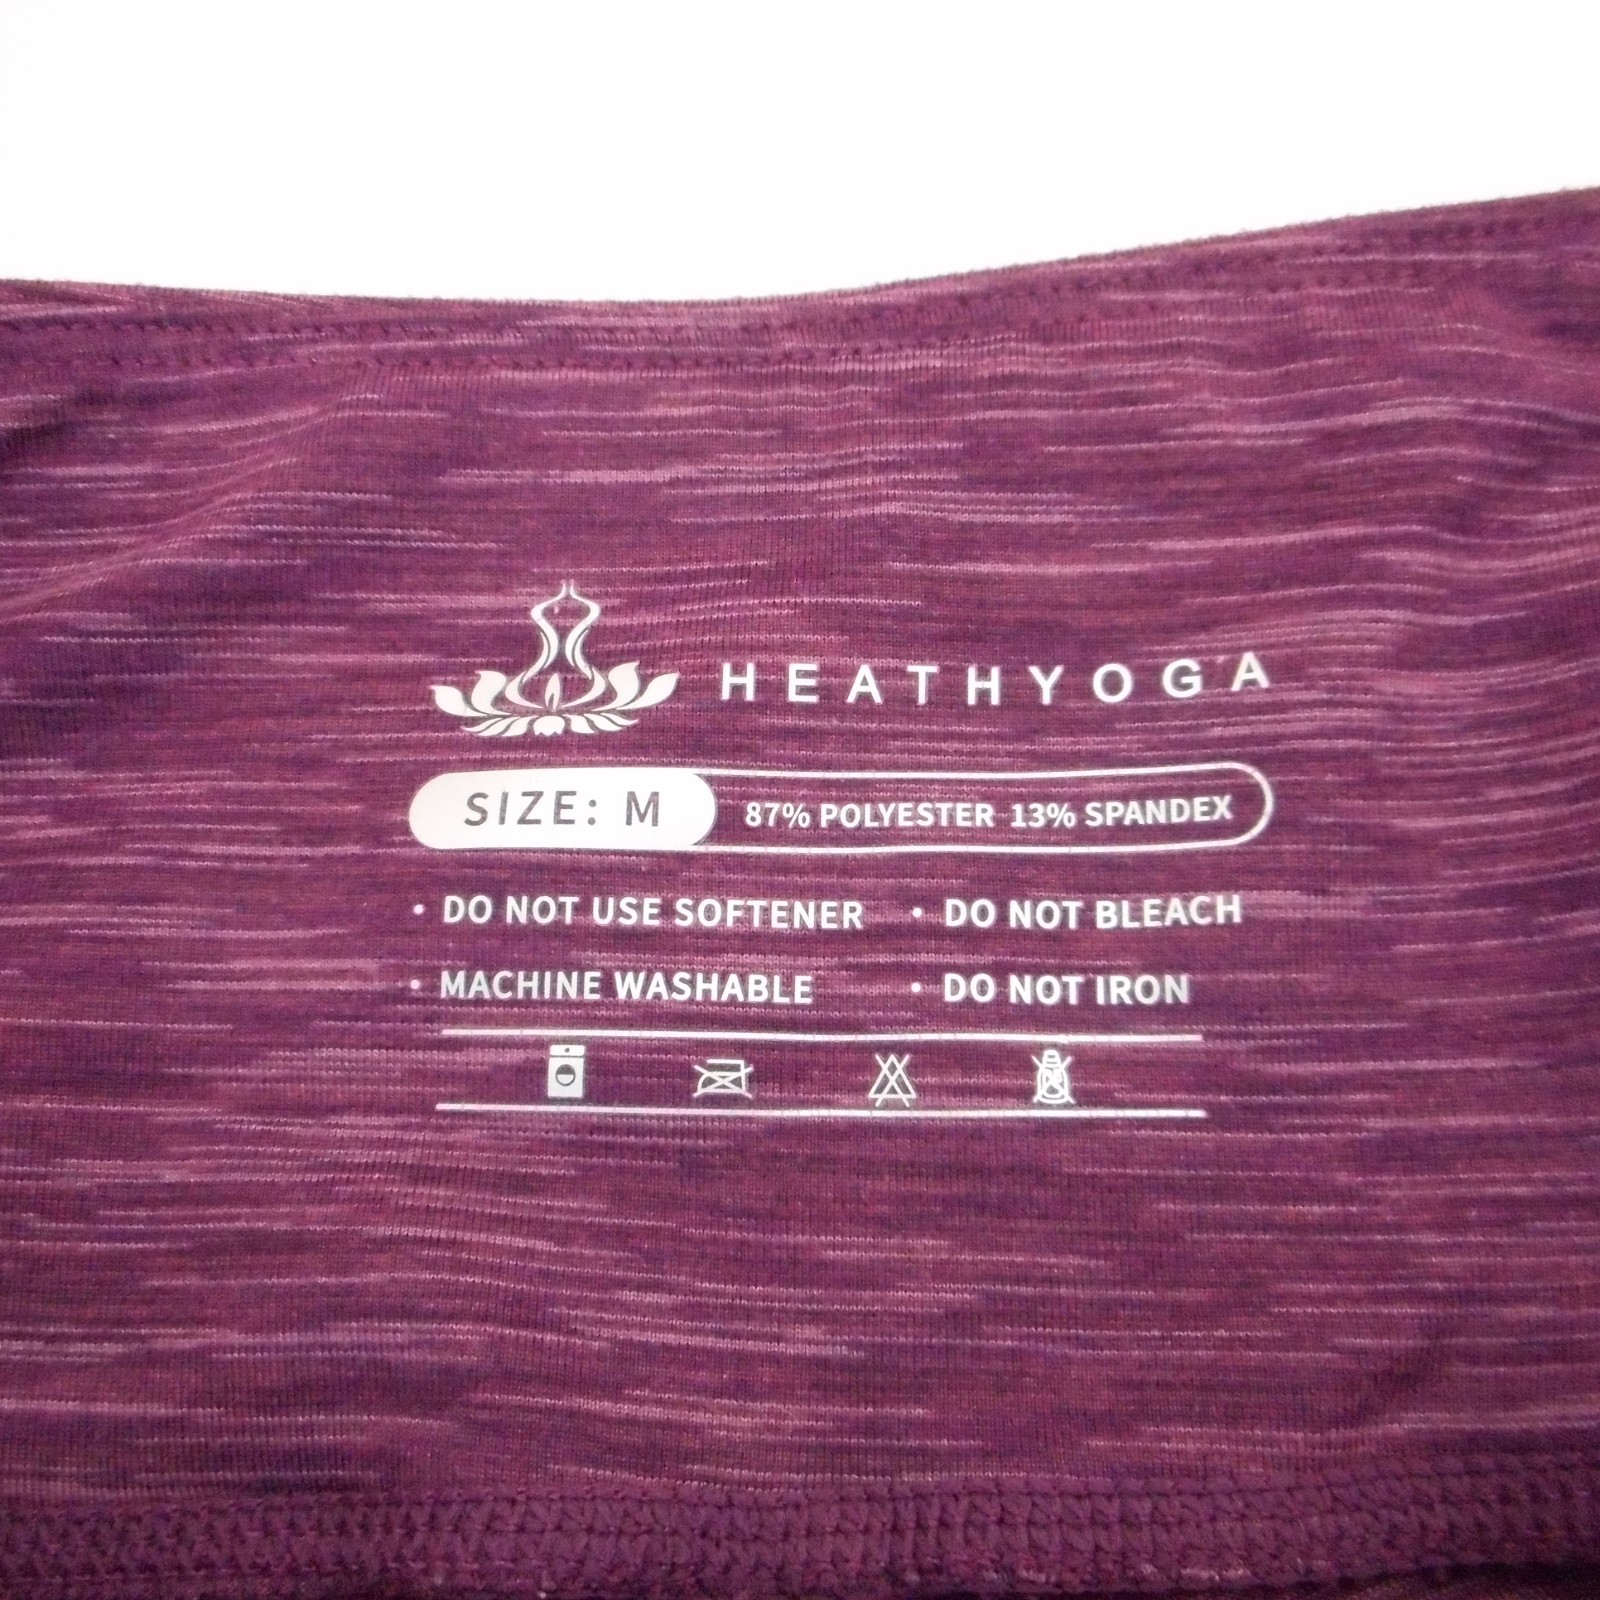 HEATHYOGA
SIZE: M 87% POLYESTER 13% SPANDEX
• DO NOT USE SOFTENER • DO NOT BLEACH
• MACHINE WASHABLE • DO NOT IRON